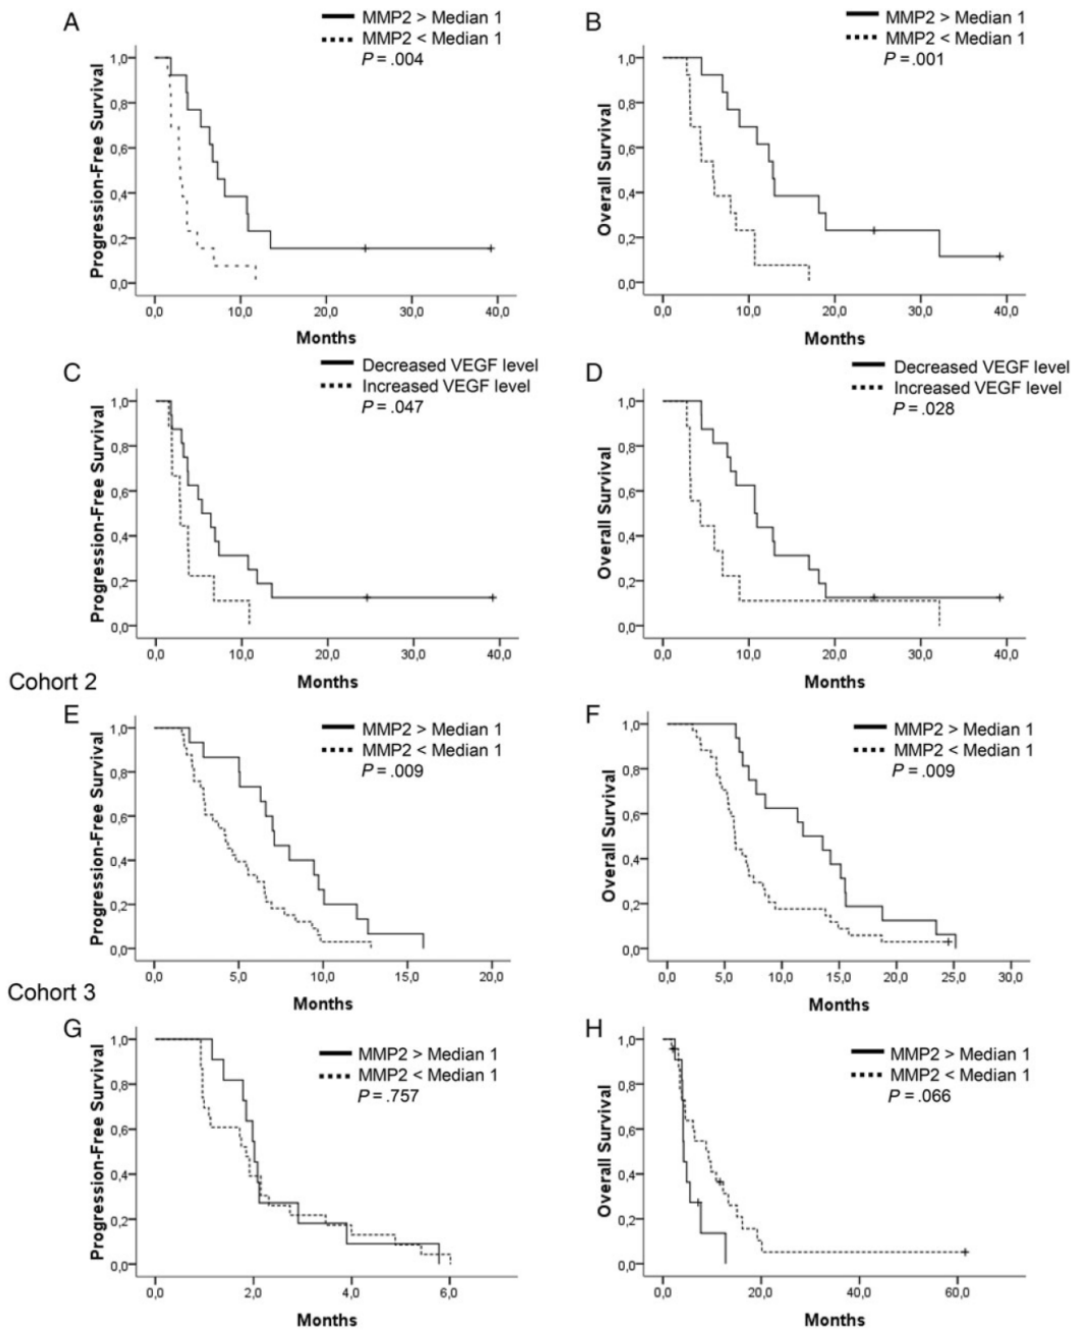 A
MMP2 > Median 1
MMP2 < Median 1
P = .004
Progression-Free Survival
1,0
0,8
0,6
0,4
0,2
0,0
0,0 10,0 20,0 30,0 40,0
Months
B
MMP2 > Median 1
MMP2 < Median 1
P = .001
Overall Survival
1,0
0,8
0,6
0,4
0,2
0,0
0,0 10,0 20,0 30,0 40,0
Months
C
Decreased VEGF level
Increased VEGF level
P = .047
Progression-Free Survival
1,0
0,8
0,6
0,4
0,2
0,0
0,0 10,0 20,0 30,0 40,0
Months
D
Decreased VEGF level
Increased VEGF level
P = .028
Overall Survival
1,0
0,8
0,6
0,4
0,2
0,0
0,0 10,0 20,0 30,0 40,0
Months
Cohort 2
E
MMP2 > Median 1
MMP2 < Median 1
P = .009
Progression-Free Survival
1,0
0,8
0,6
0,4
0,2
0,0
0,0 5,0 10,0 15,0 20,0
Months
F
MMP2 > Median 1
MMP2 < Median 1
P = .009
Overall Survival
1,0
0,8
0,6
0,4
0,2
0,0
0,0 5,0 10,0 15,0 20,0 25,0 30,0
Months
Cohort 3
G
MMP2 > Median 1
MMP2 < Median 1
P = .757
Progression-Free Survival
1,0
0,8
0,6
0,4
0,2
0,0
0,0 2,0 4,0 6,0
Months
H
MMP2 > Median 1
MMP2 < Median 1
P = .066
Overall Survival
1,0
0,8
0,6
0,4
0,2
0,0
0,0 20,0 40,0 60,0
Months